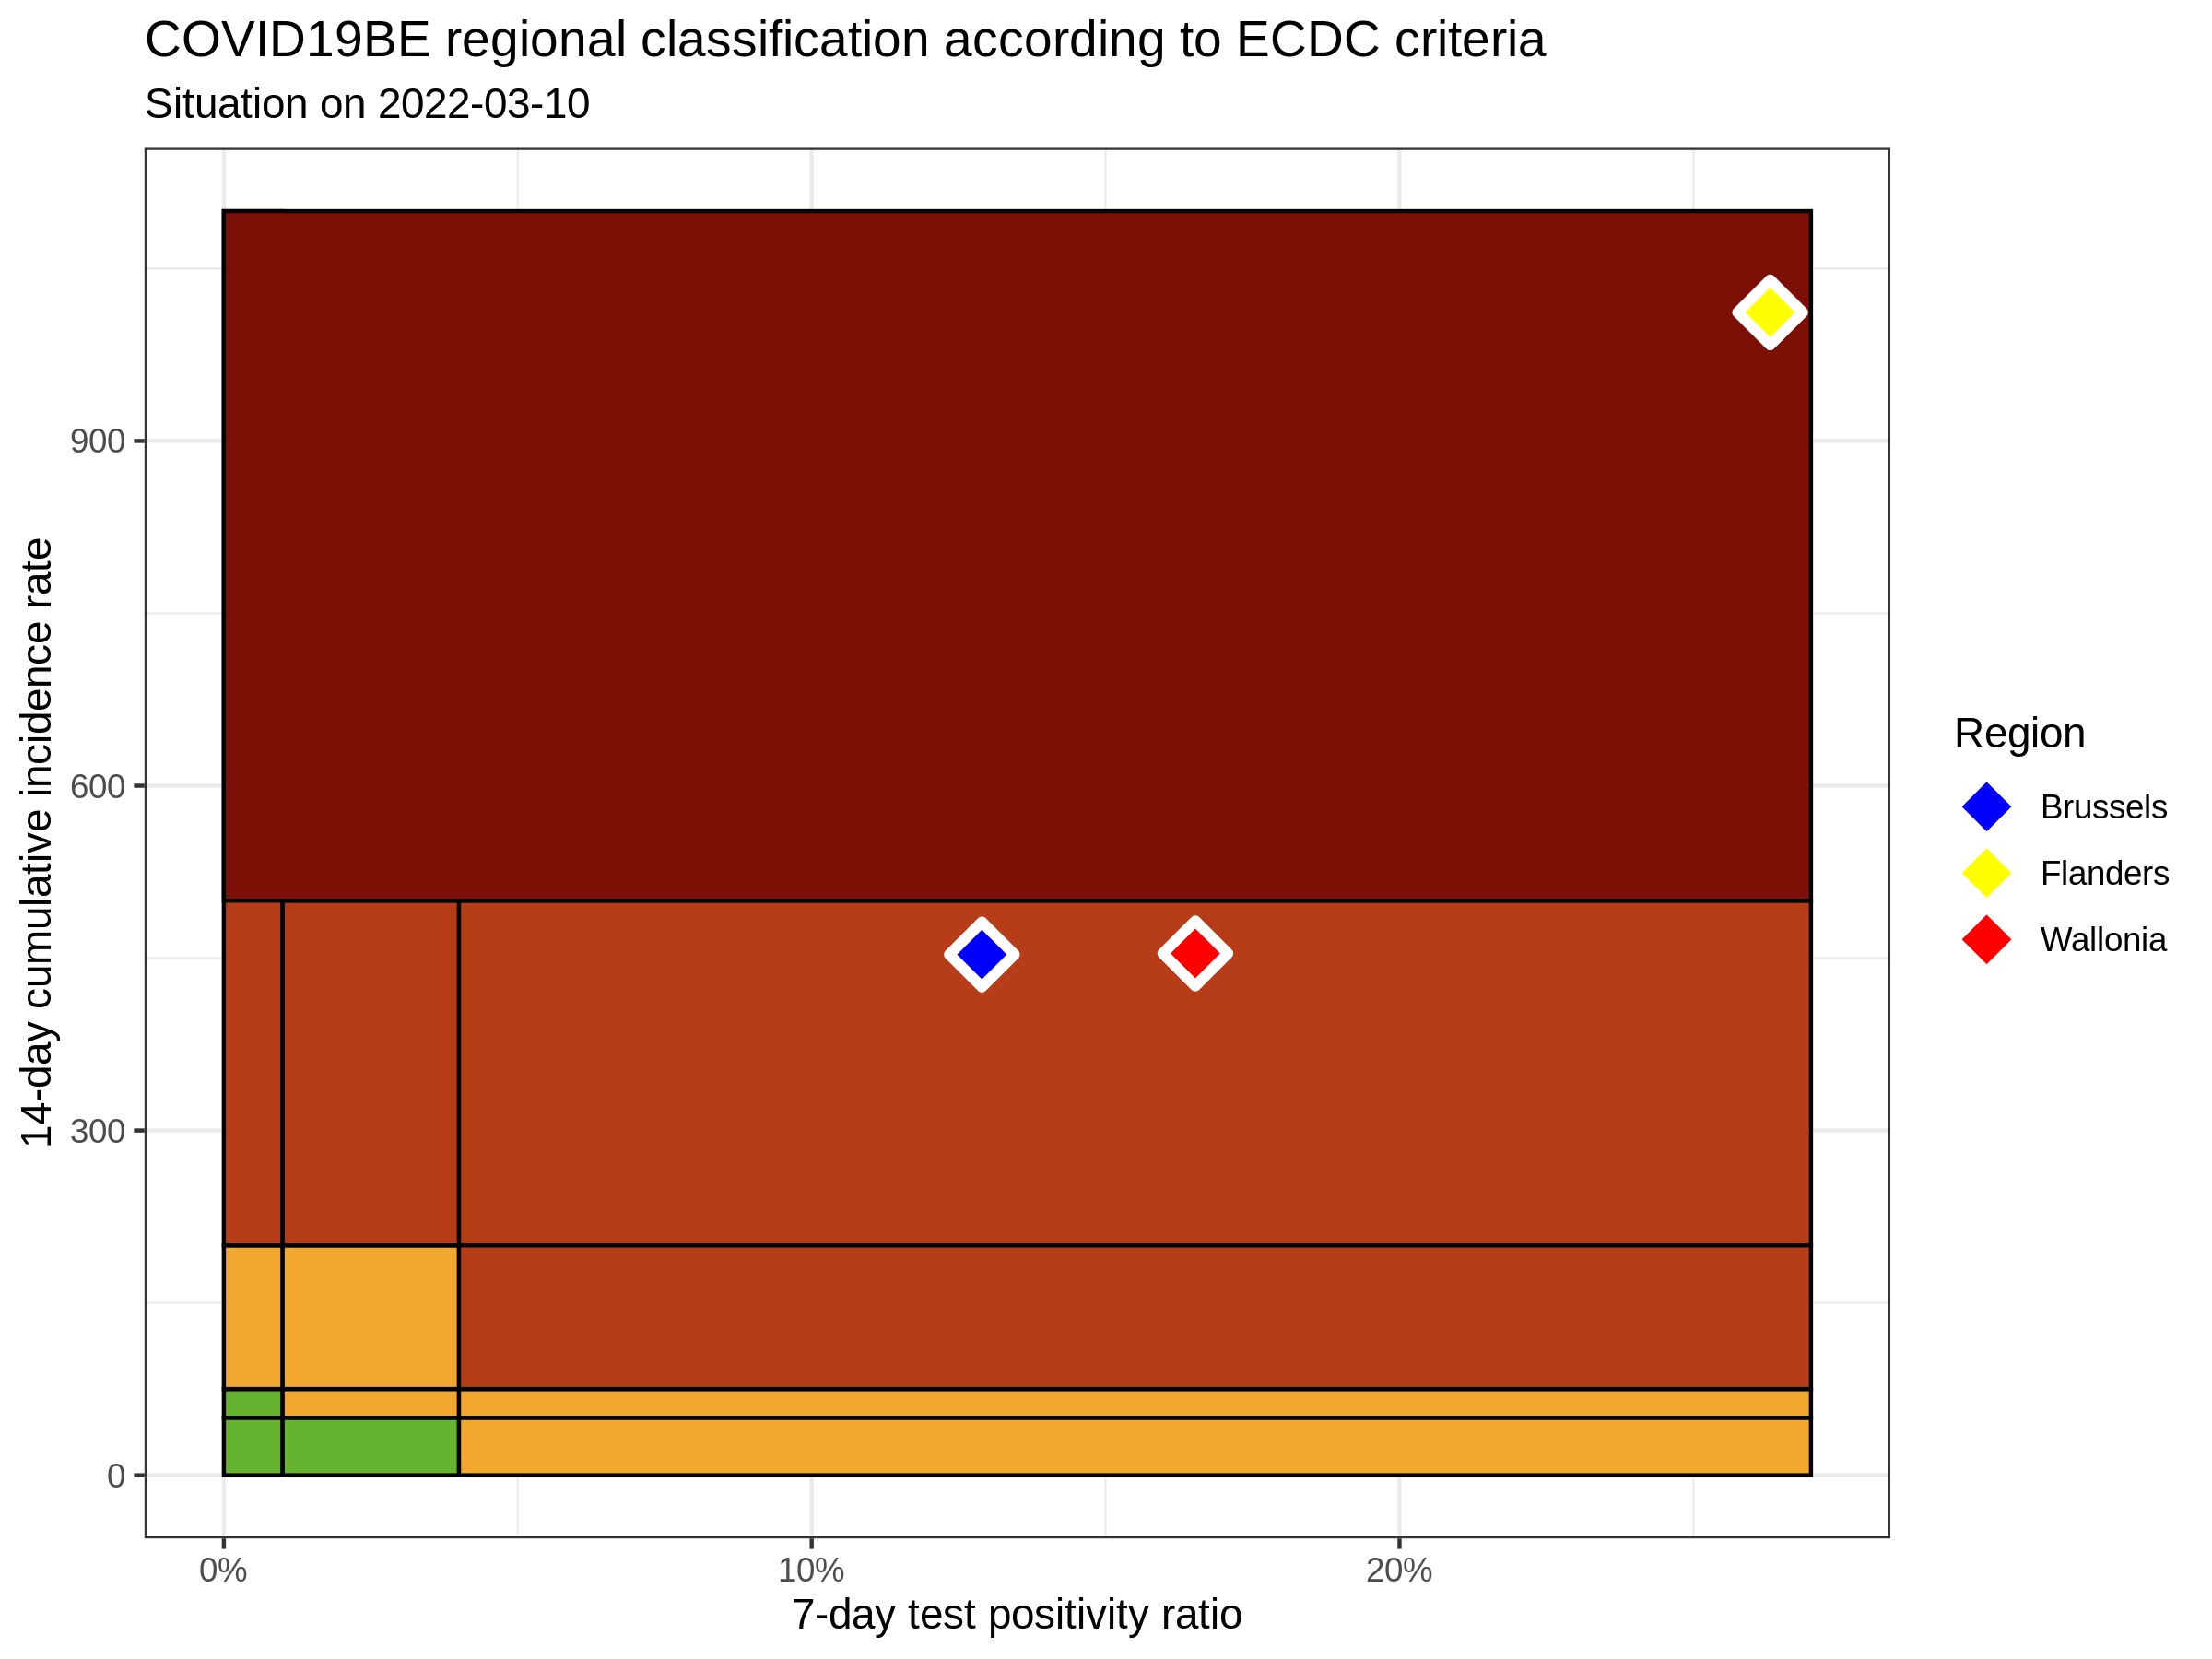 COVID19BE regional classification according to ECDC criteria
Situation on 2022-03-10
14-day cumulative incidence rate
900
600
300
0
0%
10%
20%
7-day test positivity ratio
Region
Brussels
Flanders
Wallonia